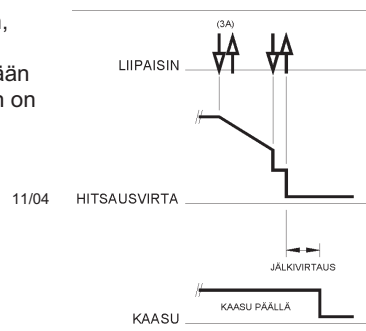 (3A)
LIIPAISIN
11/04
HITSAUSVIRTA
JÄLKIVIRTAUS
KAASU PÄÄLLÄ
KAASU